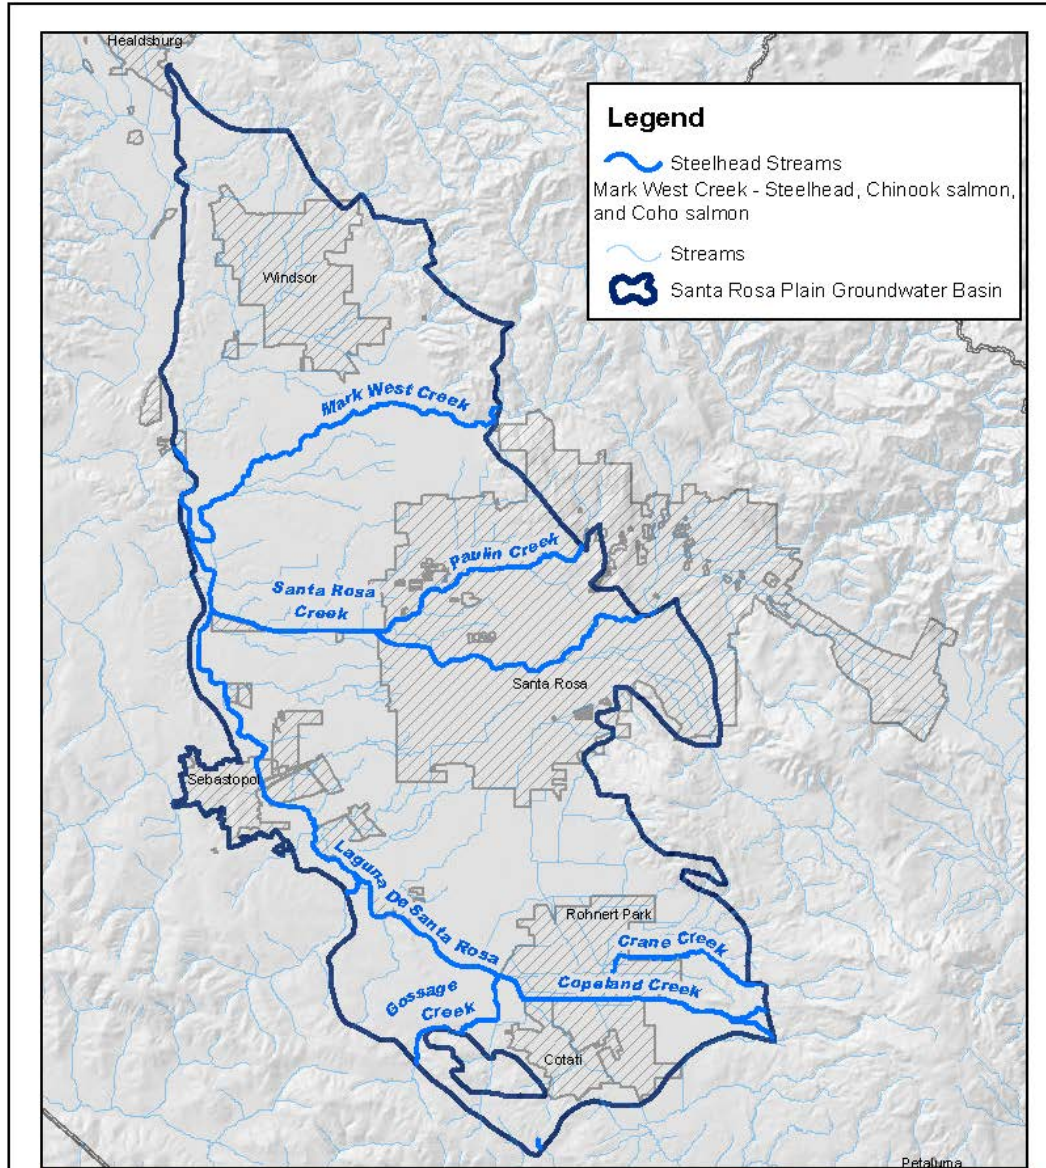 Healdsburg
Legend
Steelhead Streams
Mark West Creek - Steelhead, Chinook salmon,
and Coho salmon
Streams
Santa Rosa Plain Groundwater Basin
Windsor
Mark West Creek
Paulin Creek
Santa Rosa
Creek
Santa Rosa
Sebastopol
Laguna De Santa Rosa
Rohnert Park
Crane Creek
Copeland Creek
Gossage
Creek
Cotati
Petaluma